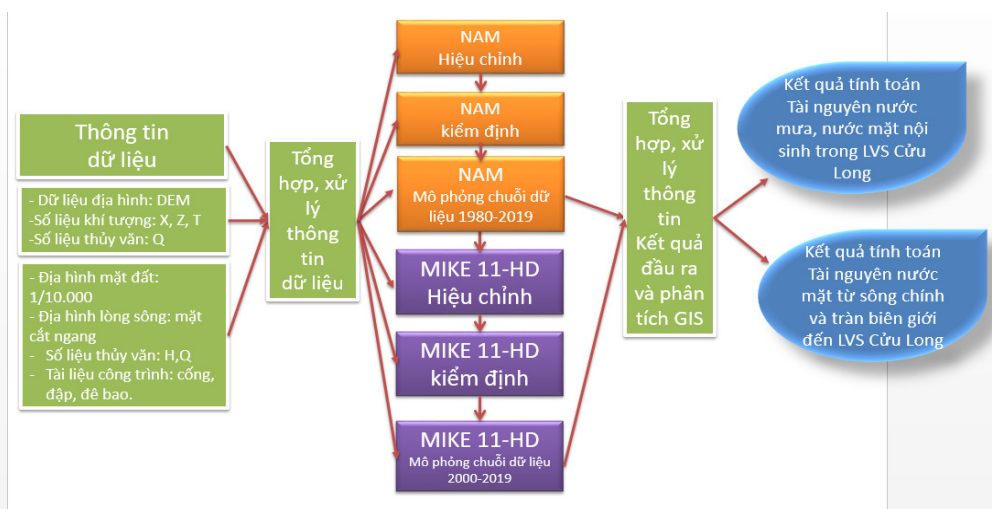 Thông tin
dữ liệu
- Dữ liệu địa hình: DEM
-Số liệu khí tượng: X, Z, T
-Số liệu thủy văn: Q
- Địa hình mặt đất:
1/10.000
- Địa hình lòng sông: mặt
cắt ngang
- Số liệu thủy văn: H,Q
- Tài liệu công trình: cống,
đập, đê bao.
Tổng
hợp, xử
lý
thông
tin
dữ liệu
NAM
Hiệu chỉnh
NAM
kiểm định
NAM
Mô phỏng chuỗi dữ
liệu 1980-2019
MIKE 11-HD
Hiệu chỉnh
MIKE 11-HD
kiểm định
MIKE 11-HD
Mô phỏng chuỗi dữ liệu
2000-2019
Tổng
hợp, xử
lý
thông
tin
Kết quả
đầu ra
và phân
tích GIS
Kết quả tính toán
Tài nguyên nước
mưa, nước mặt nội
sinh trong LVS Cửu
Long
Kết quả tính toán
Tài nguyên nước
mặt từ sông chính
và tràn biên giới
đến LVS Cửu Long